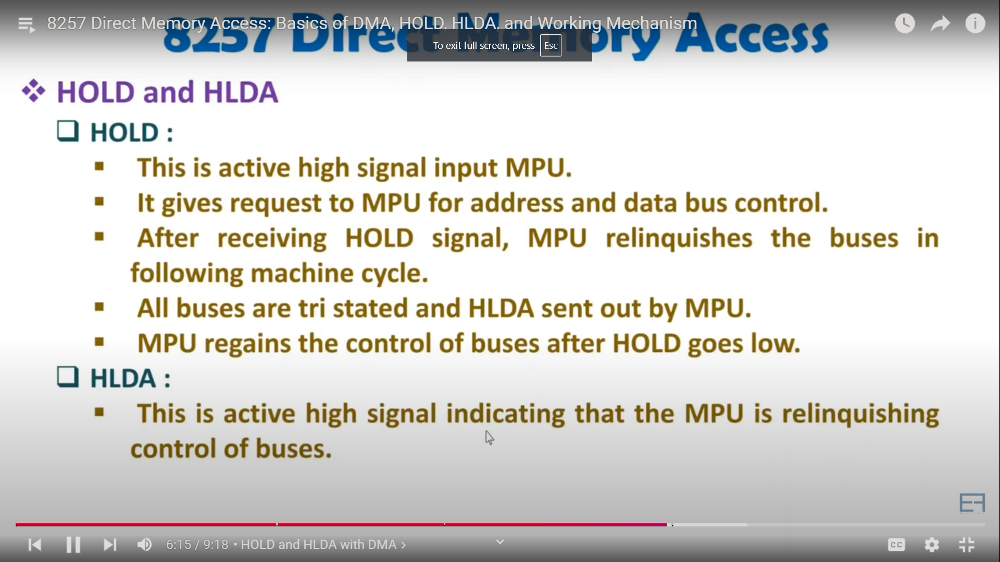 8257 Direct Memory Access: Basics of DMA, HOLD. HLDA. and Working Mechanism
8257 Direct Memory Access
To exit full screen, press Esc
HOLD and HLDA
HOLD :
This is active high signal input MPU.
It gives request to MPU for address and data bus control.
After receiving HOLD signal, MPU relinquishes the buses in
following machine cycle.
All buses are tri stated and HLDA sent out by MPU.
MPU regains the control of buses after HOLD goes low.
HLDA :
This is active high signal indicating that the MPU is relinquishing
control of buses.
6:15 / 9:18 • HOLD and HLDA with DMA >
CC